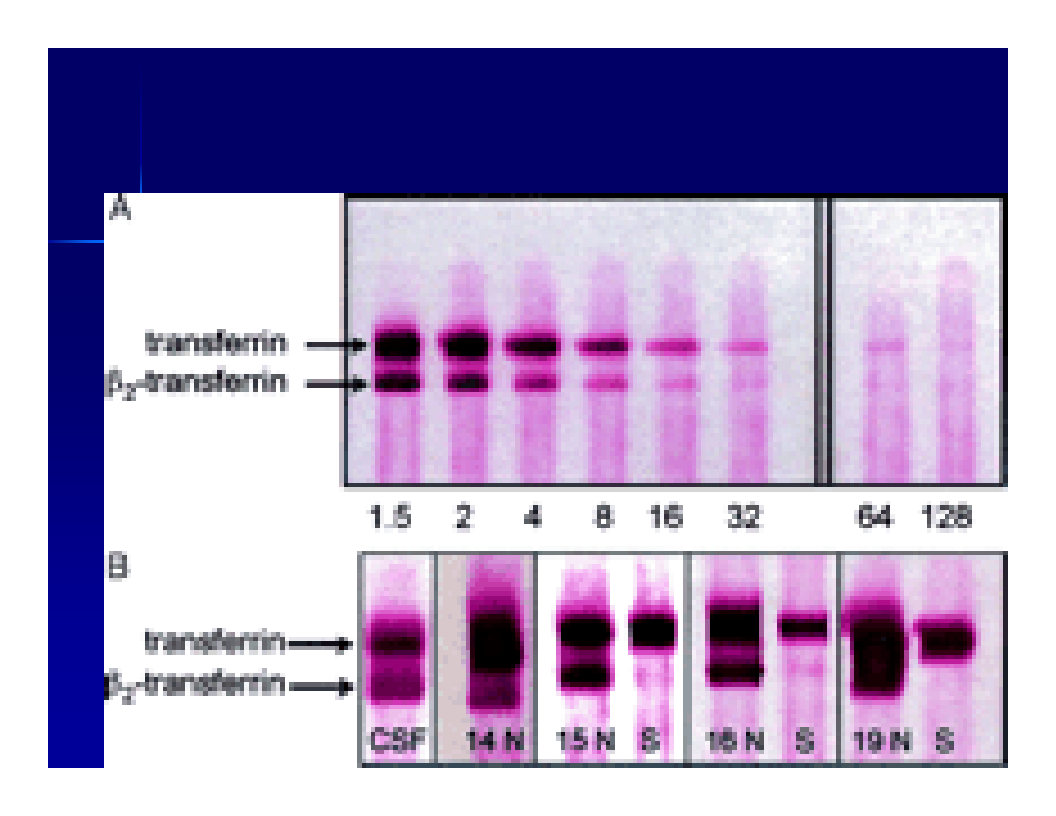 A
transferrin
β₂-transferrin
1.5 2 4 8 16 32 64 128
B
transferrin
β₂-transferrin
CSF 14 N 15 N S 16 N S 19 N S